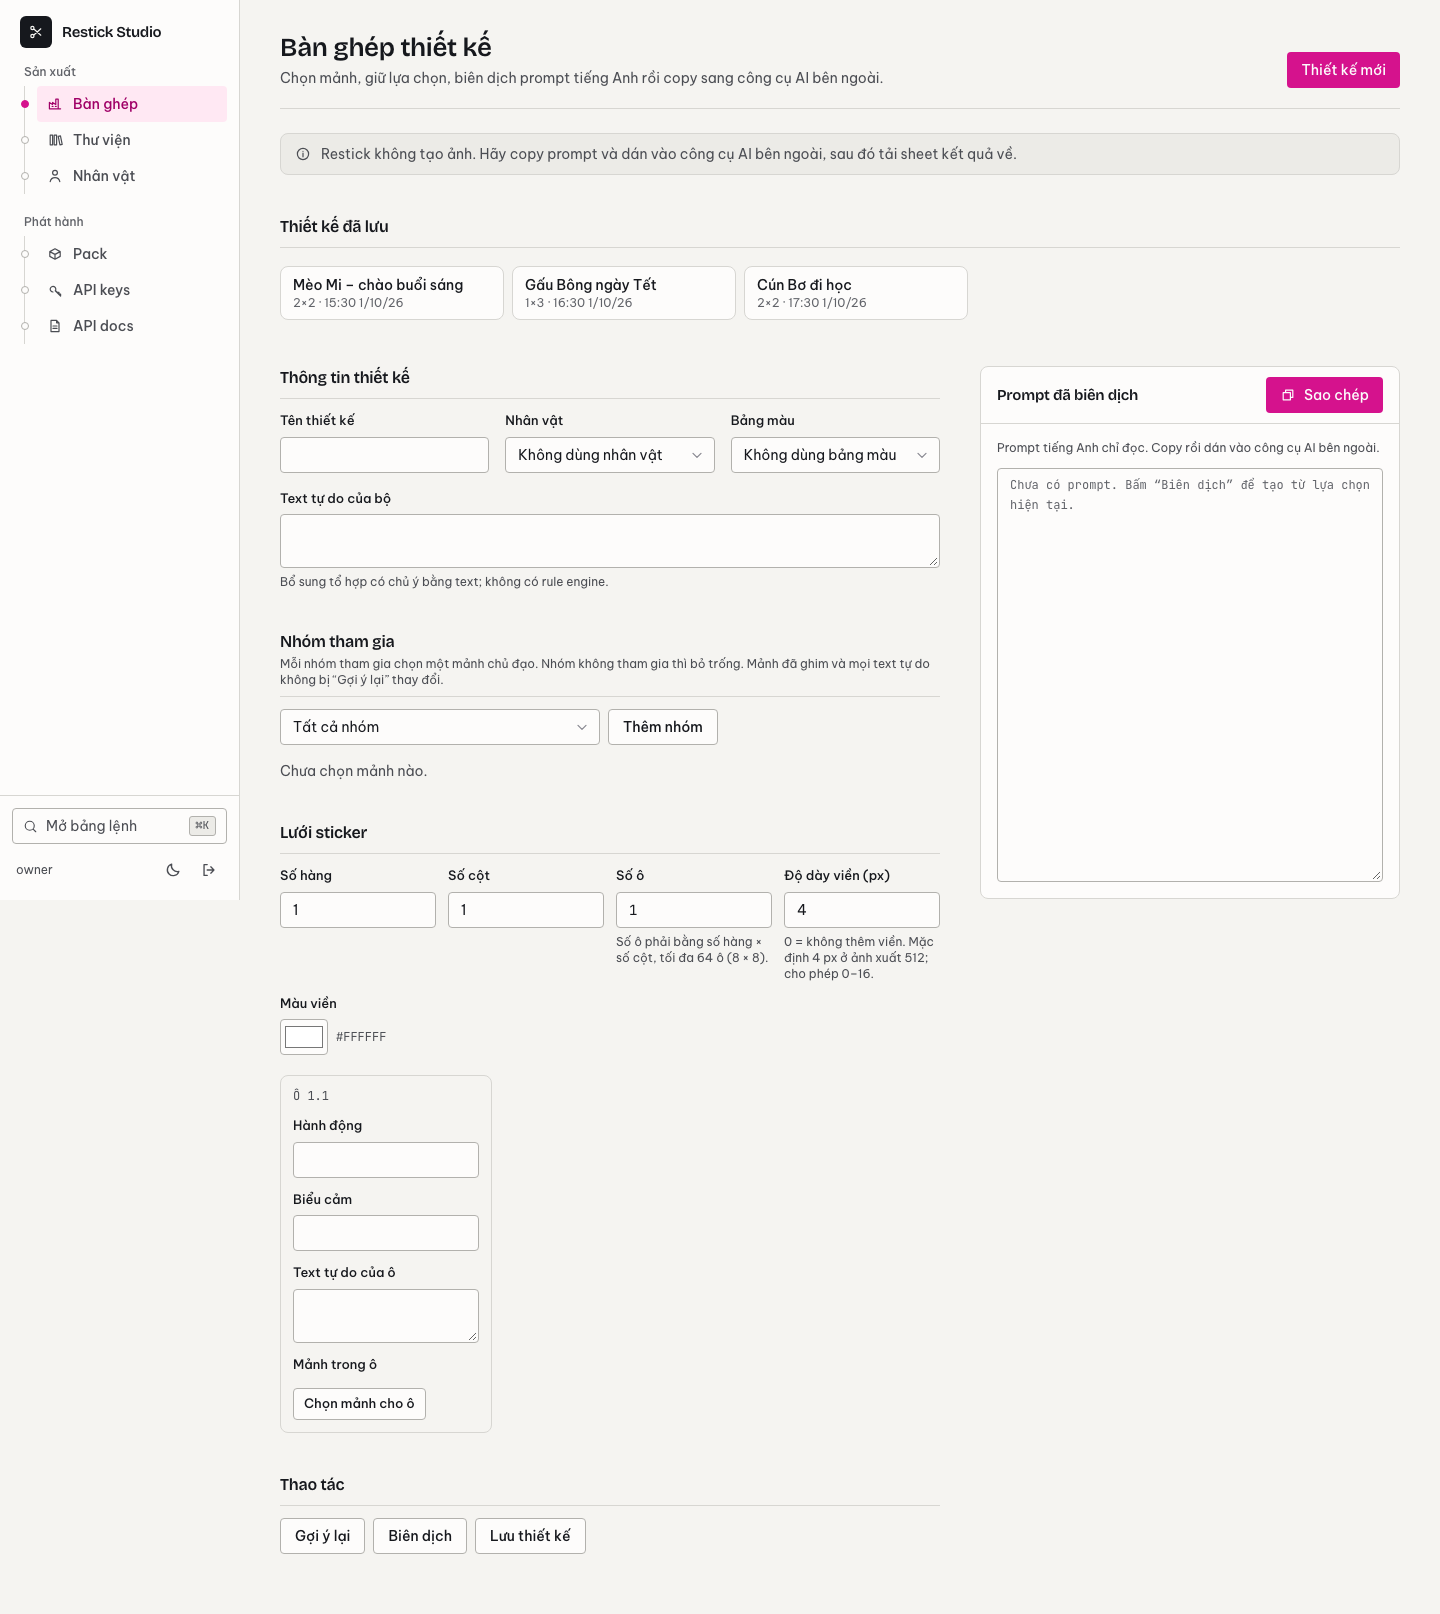 Restick Studio
Sản xuất
Bàn ghép
Thư viện
Nhân vật
Phát hành
Pack
API keys
API docs
Mở bảng lệnh
⌘K
owner
Bàn ghép thiết kế
Chọn mảnh, giữ lựa chọn, biên dịch prompt tiếng Anh rồi copy sang công cụ AI bên ngoài.
Thiết kế mới
Restick không tạo ảnh. Hãy copy prompt và dán vào công cụ AI bên ngoài, sau đó tải sheet kết quả về.
Thiết kế đã lưu
Mèo Mi – chào buổi sáng
2×2 · 15:30 1/10/26
Gấu Bông ngày Tết
1×3 · 16:30 1/10/26
Cún Bơ đi học
2×2 · 17:30 1/10/26
Thông tin thiết kế
Tên thiết kế
Nhân vật
Không dùng nhân vật
Bảng màu
Không dùng bảng màu
Text tự do của bộ
Bổ sung tổ hợp có chủ ý bằng text; không có rule engine.
Nhóm tham gia
Mỗi nhóm tham gia chọn một mảnh chủ đạo. Nhóm không tham gia thì bỏ trống. Mảnh đã ghim và mọi text tự do
không bị “Gợi ý lại” thay đổi.
Tất cả nhóm
Thêm nhóm
Chưa chọn mảnh nào.
Lưới sticker
Số hàng
1
Số cột
1
Số ô
1
Số ô phải bằng số hàng ×
số cột, tối đa 64 ô (8 × 8).
Độ dày viền (px)
4
0 = không thêm viền. Mặc
định 4 px ở ảnh xuất 512;
cho phép 0–16.
Màu viền
#FFFFFF
Ô 1.1
Hành động
Biểu cảm
Text tự do của ô
Mảnh trong ô
Chọn mảnh cho ô
Thao tác
Gợi ý lại
Biên dịch
Lưu thiết kế
Prompt đã biên dịch
Sao chép
Prompt tiếng Anh chỉ đọc. Copy rồi dán vào công cụ AI bên ngoài.
Chưa có prompt. Bấm “Biên dịch” để tạo từ lựa chọn
hiện tại.